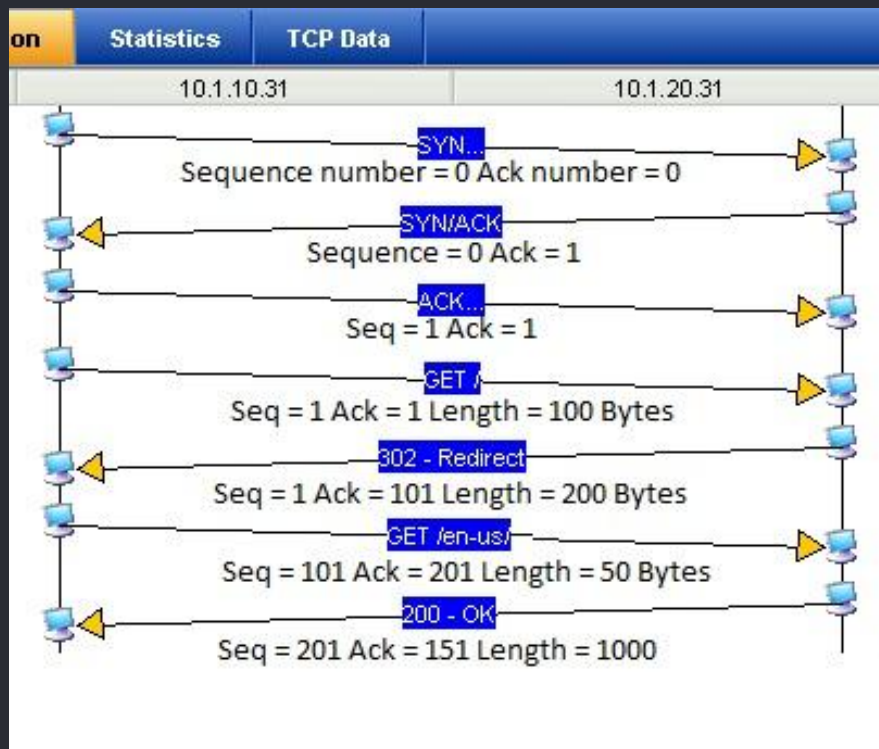 on Statistics TCP Data
10.1.10.31 10.1.20.31
SYN...
Sequence number = 0 Ack number = 0
SYN/ACK
Sequence = 0 Ack = 1
ACK...
Seq = 1 Ack = 1
GET /
Seq = 1 Ack = 1 Length = 100 Bytes
302 - Redirect
Seq = 1 Ack = 101 Length = 200 Bytes
GET /en-us/
Seq = 101 Ack = 201 Length = 50 Bytes
200 - OK
Seq = 201 Ack = 151 Length = 1000